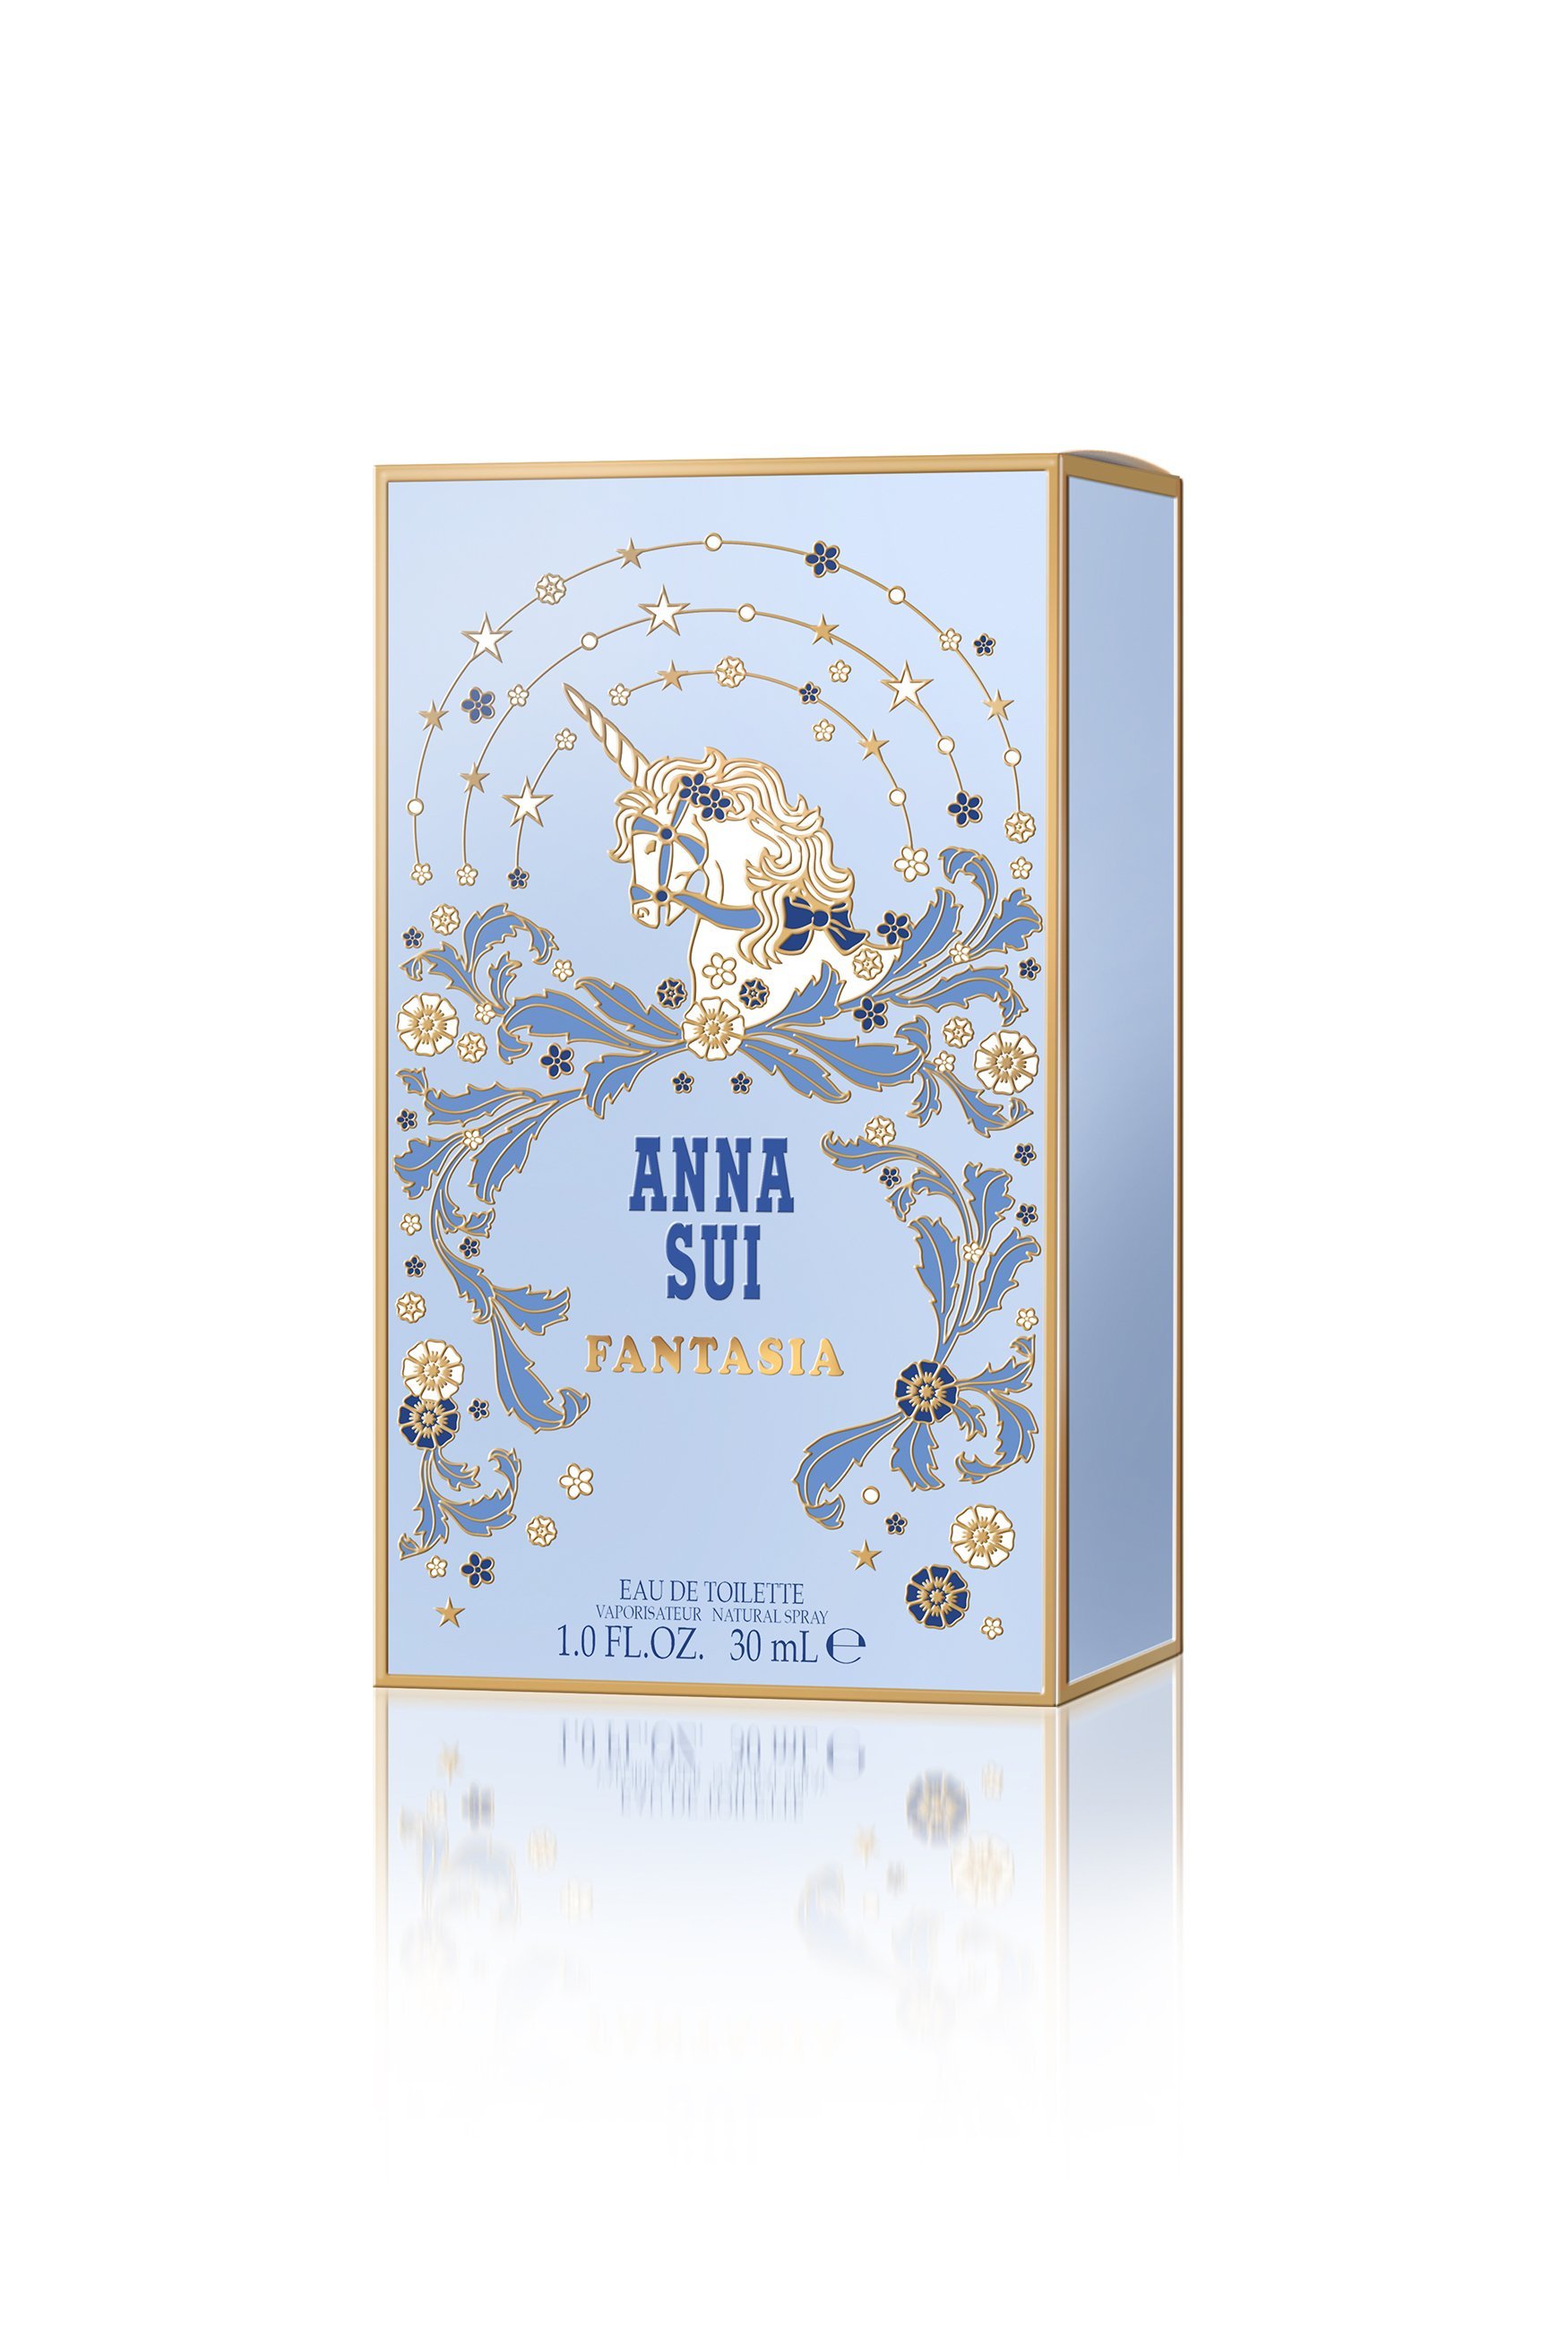 ANNA
SUI
FANTASIA
EAU DE TOILETTE
VAPORISATEUR NATURAL SPRAY
1.0 FL.OZ. 30 mL ℮